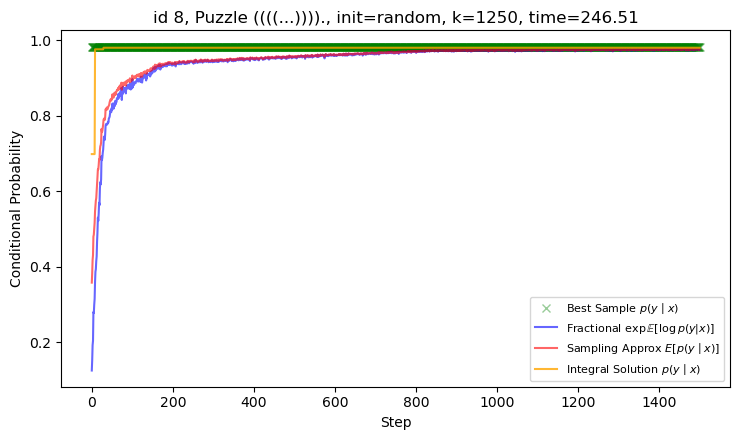 id 8, Puzzle ((((...))))., init=random, k=1250, time=246.51
Conditional Probability
1.0
0.8
0.6
0.4
0.2
Best Sample p(y | x)
Fractional exp𝔼[log p(y|x)]
Sampling Approx E[p(y | x)]
Integral Solution p(y | x)
0 200 400 600 800 1000 1200 1400
Step